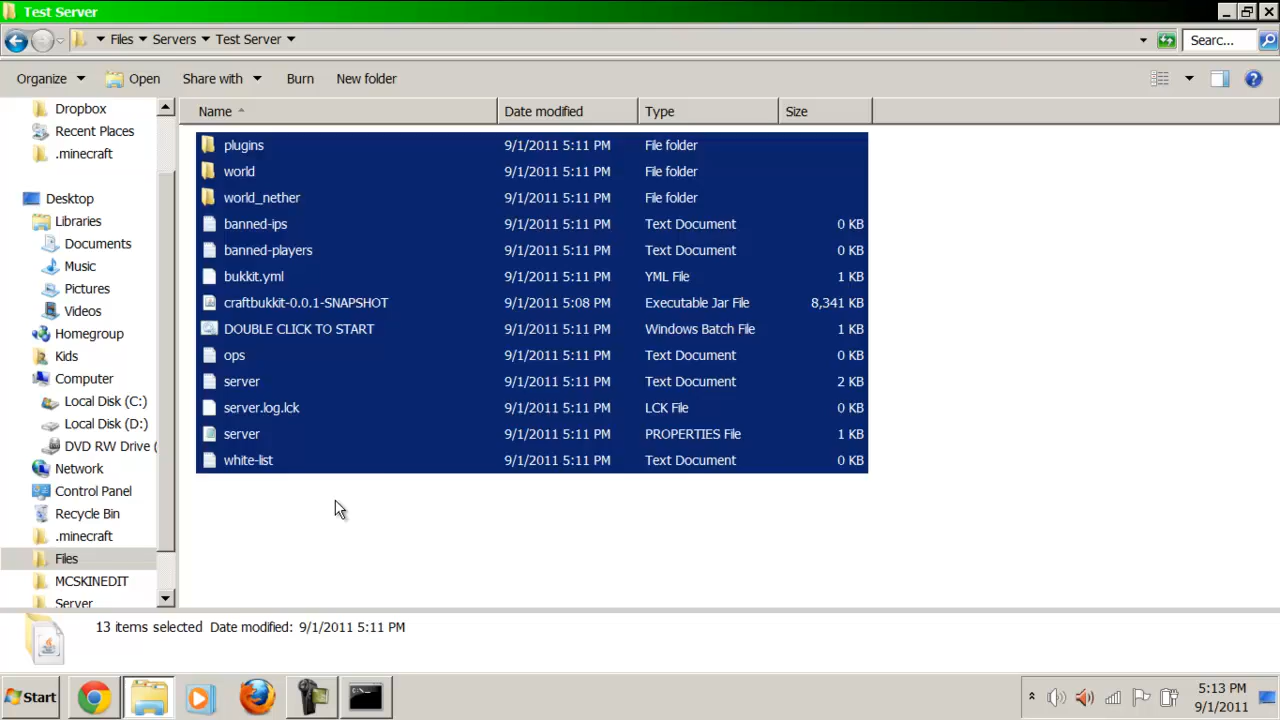 Test Server
Files Servers Test Server Searc...
Organize Open Share with Burn New folder
Name Date modified Type Size
Dropbox
Recent Places
.minecraft
Desktop
Libraries
Documents
Music
Pictures
Videos
Homegroup
Kids
Computer
Local Disk (C:)
Local Disk (D:)
DVD RW Drive (
Network
Control Panel
Recycle Bin
.minecraft
Files
MCSKINEDIT
Server
plugins 9/1/2011 5:11 PM File folder
world 9/1/2011 5:11 PM File folder
world_nether 9/1/2011 5:11 PM File folder
banned-ips 9/1/2011 5:11 PM Text Document 0 KB
banned-players 9/1/2011 5:11 PM Text Document 0 KB
bukkit.yml 9/1/2011 5:11 PM YML File 1 KB
craftbukkit-0.0.1-SNAPSHOT 9/1/2011 5:08 PM Executable Jar File 8,341 KB
DOUBLE CLICK TO START 9/1/2011 5:11 PM Windows Batch File 1 KB
ops 9/1/2011 5:11 PM Text Document 0 KB
server 9/1/2011 5:11 PM Text Document 2 KB
server.log.lck 9/1/2011 5:11 PM LCK File 0 KB
server 9/1/2011 5:11 PM PROPERTIES File 1 KB
white-list 9/1/2011 5:11 PM Text Document 0 KB
13 items selected Date modified: 9/1/2011 5:11 PM
Start 5:13 PM
9/1/2011